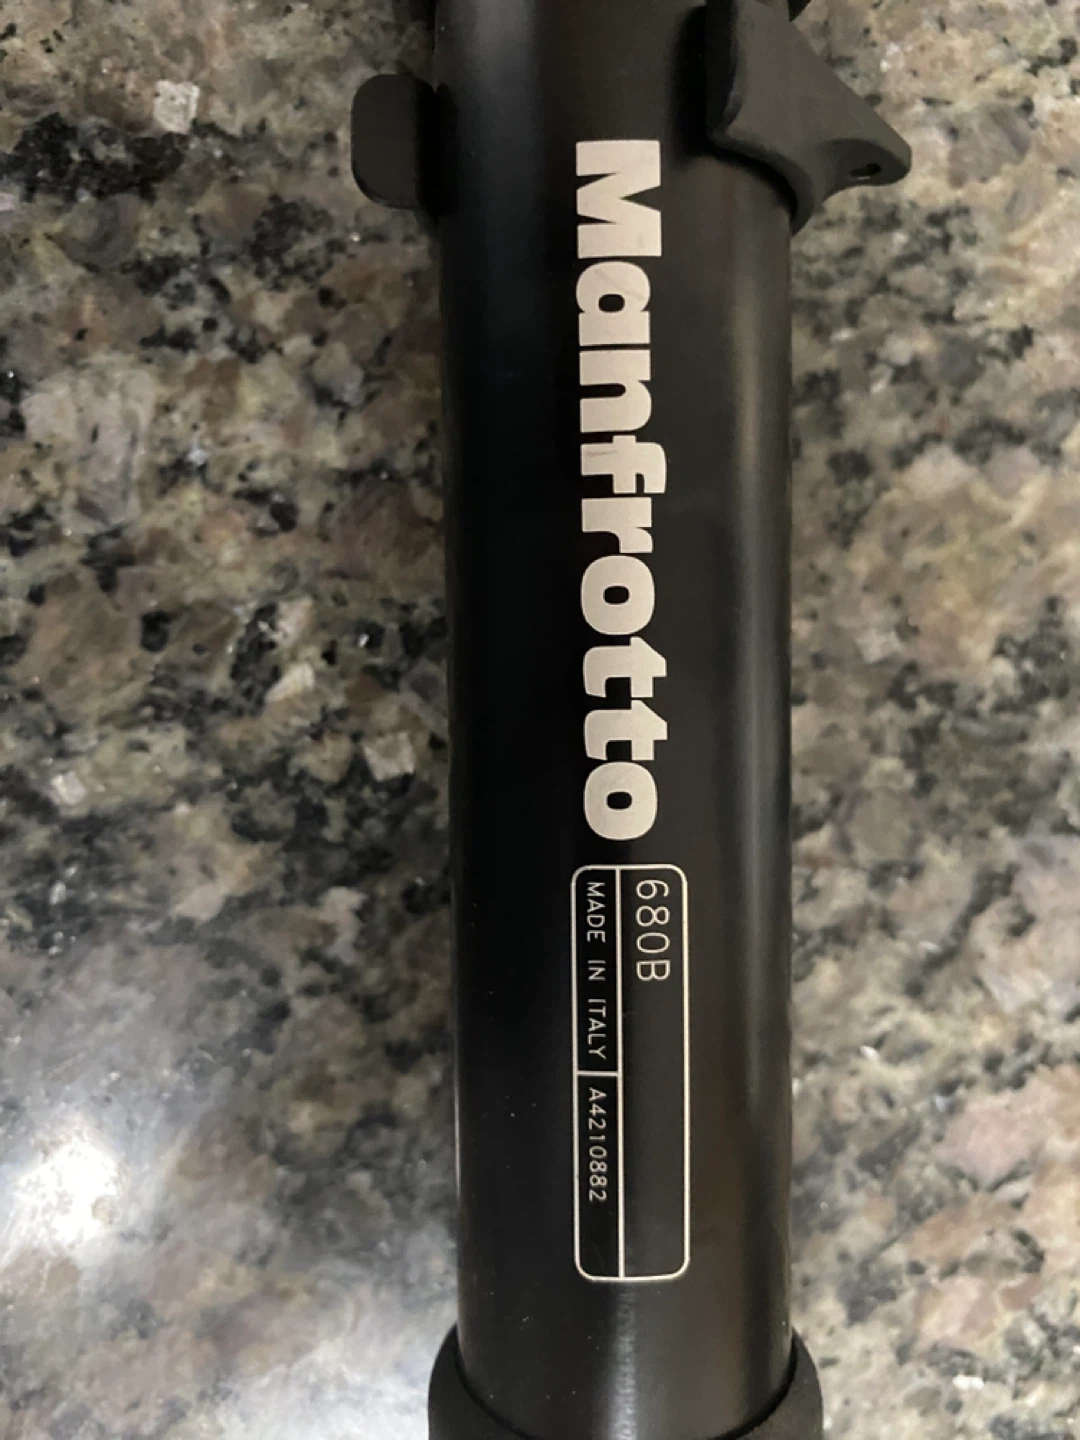 Manfrotto
680B
MADE IN ITALY
A4210882